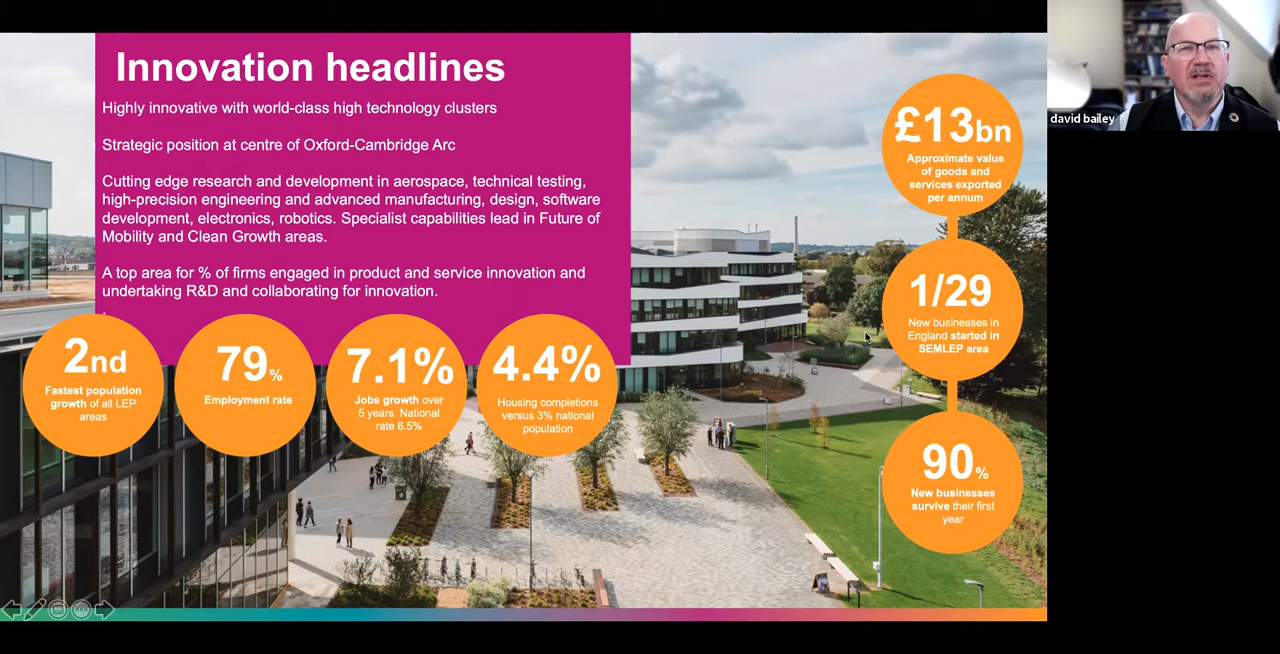 Innovation headlines
Highly innovative with world-class high technology clusters
Strategic position at centre of Oxford-Cambridge Arc
Cutting edge research and development in aerospace, technical testing,
high-precision engineering and advanced manufacturing, design, software
development, electronics, robotics. Specialist capabilities lead in Future of
Mobility and Clean Growth areas.
A top area for % of firms engaged in product and service innovation and
undertaking R&D and collaborating for innovation.
.
2nd
Fastest population
growth of all LEP
areas
79%
Employment rate
7.1%
Jobs growth over
5 years. National
rate 6.5%
4.4%
Housing completions
versus 3% national
population
£13bn
Approximate value
of goods and
services exported
per annum
1/29
New businesses in
England started in
SEMLEP area
90%
New businesses
survive their first
year
david bailey